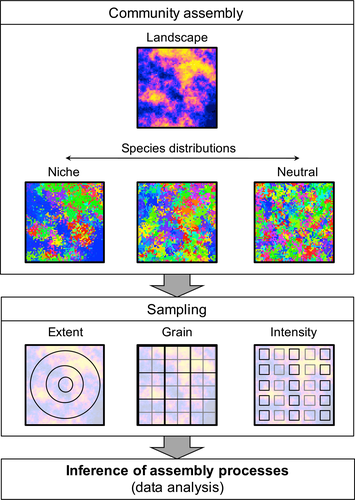 Community assembly
Landscape
Species distributions
Niche
Neutral
Sampling
Extent
Grain
Intensity
Inference of assembly processes
(data analysis)